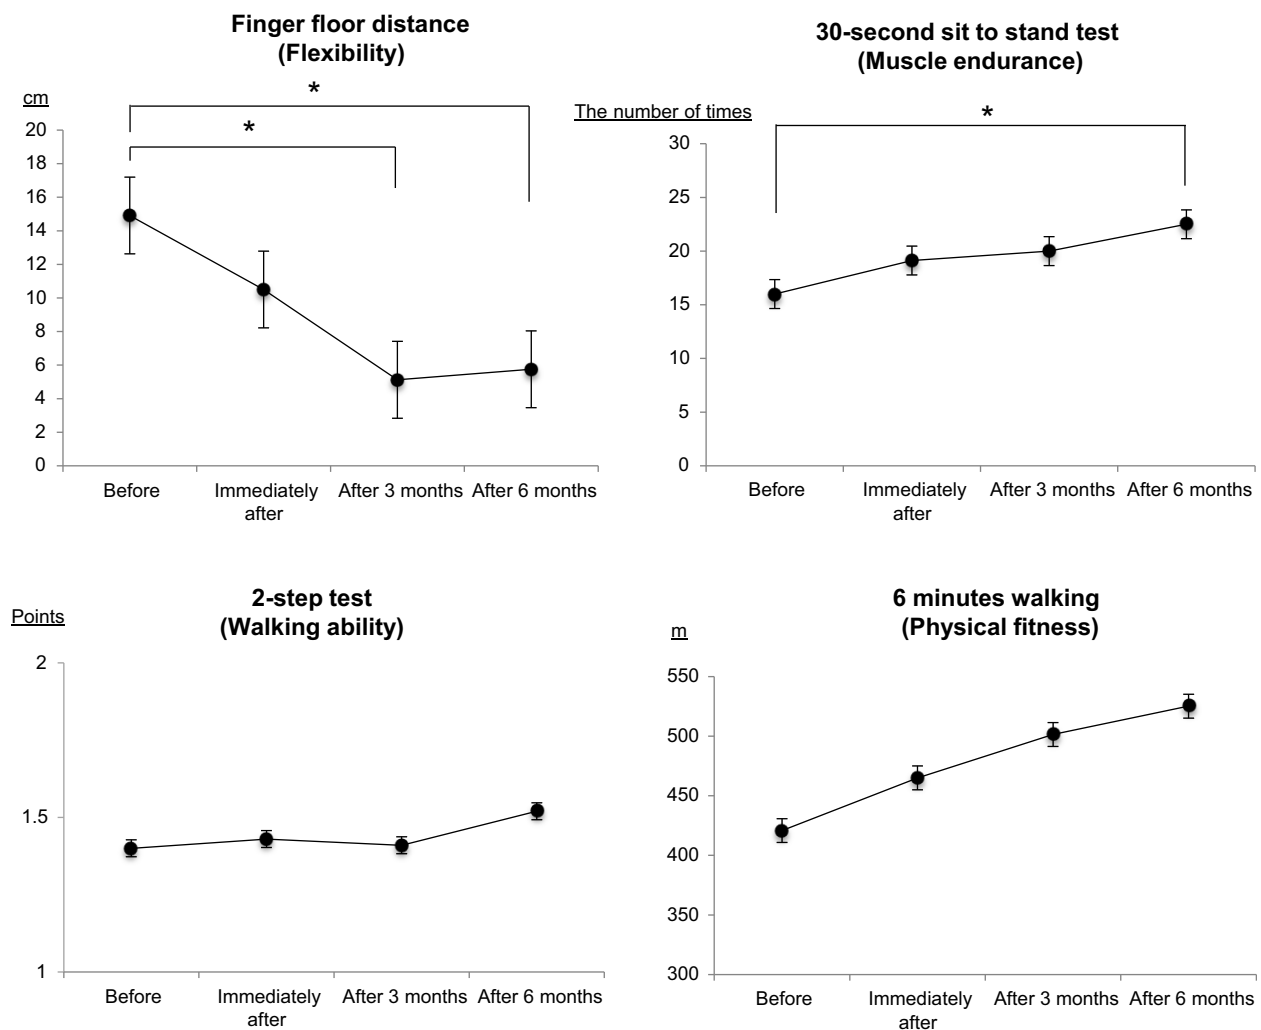 Finger floor distance
(Flexibility)
cm
*
*
20
18
16
14
12
10
8
6
4
2
0
Before
Immediately
after
After 3 months
After 6 months
30-second sit to stand test
(Muscle endurance)
The number of times
*
30
25
20
15
10
5
0
Before
Immediately
after
After 3 months
After 6 months
2-step test
(Walking ability)
Points
2
1.5
1
Before
Immediately
after
After 3 months
After 6 months
6 minutes walking
(Physical fitness)
m
550
500
450
400
350
300
Before
Immediately
after
After 3 months
After 6 months